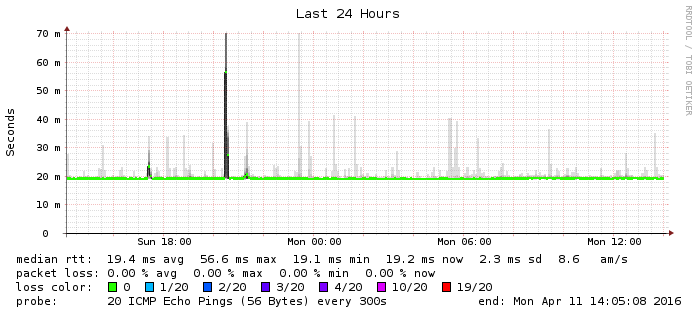 Last 24 Hours
RRDTOOL / TOBI OETIKER
Seconds
70 m
60 m
50 m
40 m
30 m
20 m
10 m
0
Sun 18:00 Mon 00:00 Mon 06:00 Mon 12:00
median rtt: 19.4 ms avg 56.6 ms max 19.1 ms min 19.2 ms now 2.3 ms sd 8.6 am/s
packet loss: 0.00 % avg 0.00 % max 0.00 % min 0.00 % now
loss color: 0 1/20 2/20 3/20 4/20 10/20 19/20
probe: 20 ICMP Echo Pings (56 Bytes) every 300s end: Mon Apr 11 14:05:08 2016